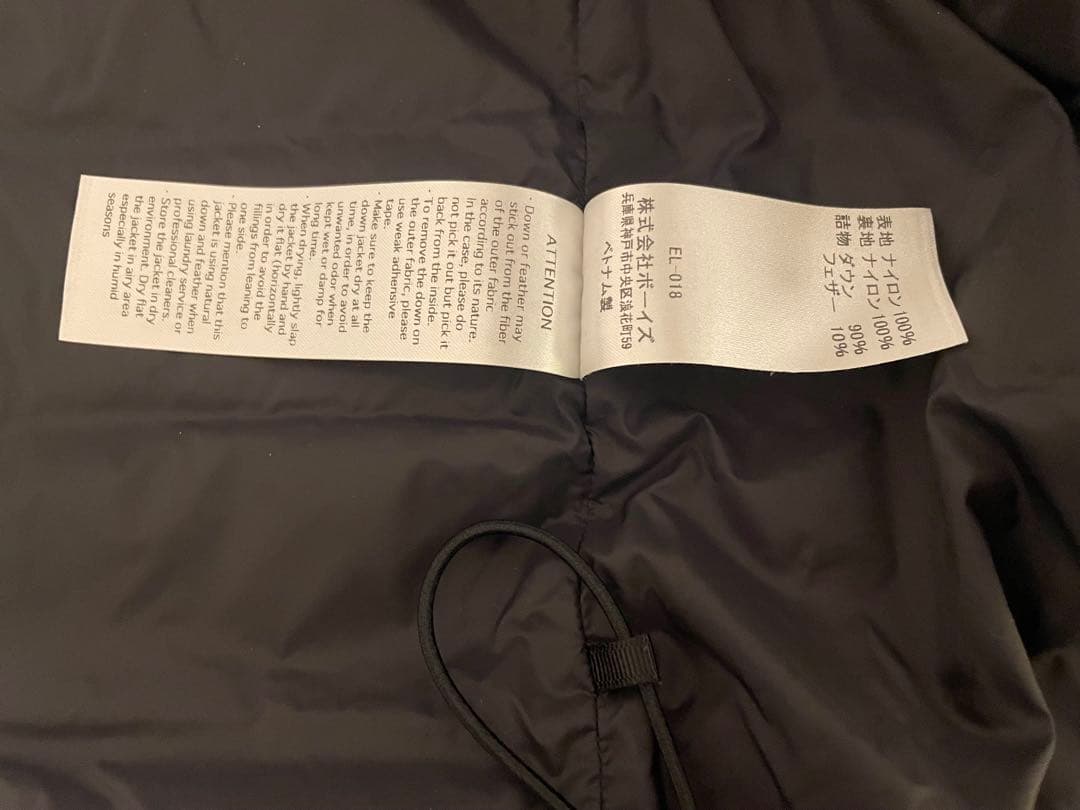 表地 ナイロン 100%
裏地 ナイロン 100%
詰物 ダウン 90%
フェザー 10%
EL-018
株式会社ボーイズ
兵庫県神戸市中央区浪花町59
ベトナム製
ATTENTION
· Down or feather may
stick out from the fiber
of the outer fabric
according to its nature.
In the case, please do
not pick it out but pick it
back from the inside.
· To remove the down on
the outer fabric, please
use weak adhensive
tape.
· Make sure to keep the
down jacket dry at all
time, in order to avoid
unwanted odor when
kept wet or damp for
long time.
· When drying, lightly slap
the jacket by hand and
dry it flat (horizontally
in order to avoid the
fillings from leaning to
one side.
· Please mention that this
jacket is using natural
down and feather when
using laundry service or
professional cleaners.
· Store the jacket in dry
environment. Dry flat
the jacket in airy area
especially in humid
seasons